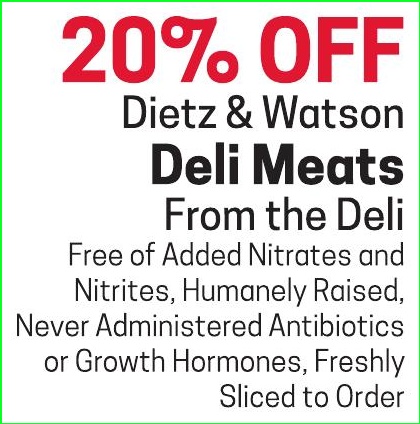 20% OFF
Dietz & Watson
Deli Meats
From the Deli
Free of Added Nitrates and
Nitrites, Humanely Raised,
Never Administered Antibiotics
or Growth Hormones, Freshly
Sliced to Order